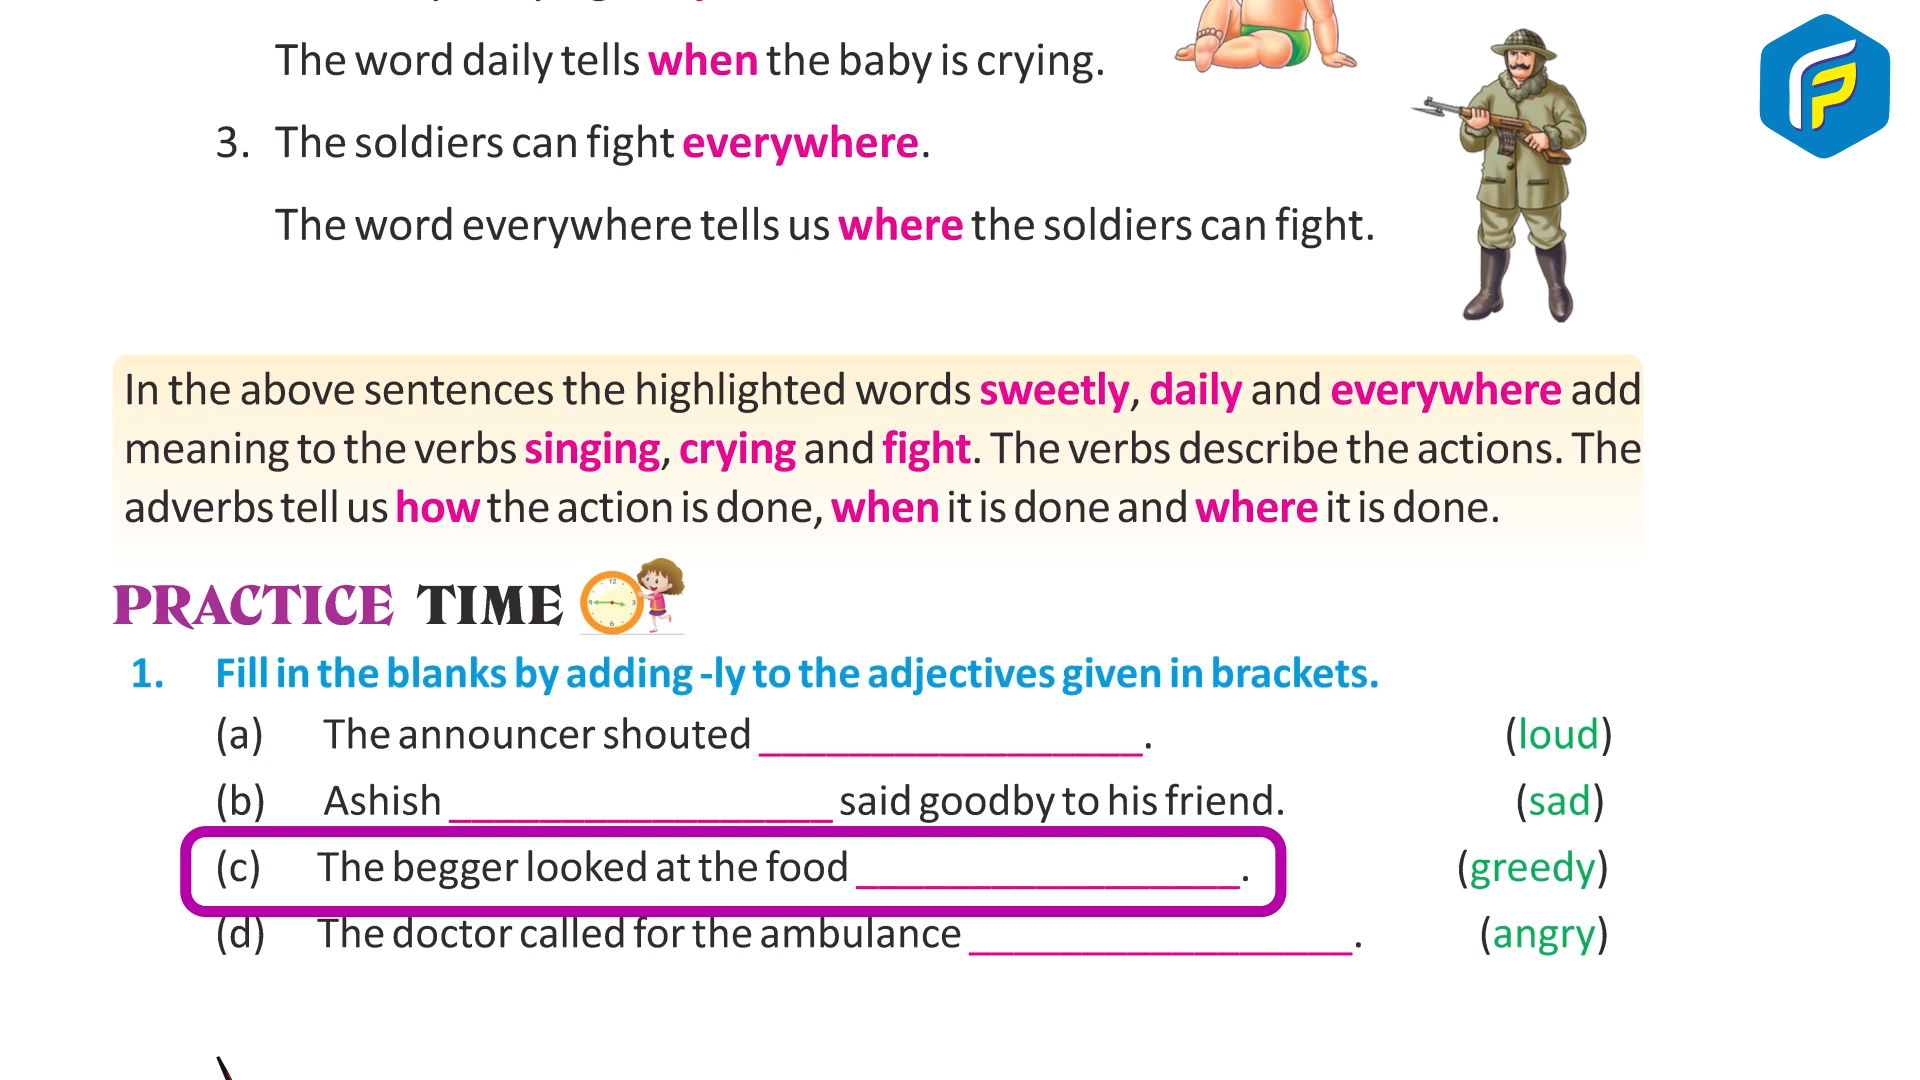 The word daily tells when the baby is crying.
3. The soldiers can fight everywhere.
The word everywhere tells us where the soldiers can fight.
In the above sentences the highlighted words sweetly, daily and everywhere add
meaning to the verbs singing, crying and fight. The verbs describe the actions. The
adverbs tell us how the action is done, when it is done and where it is done.
PRACTICE TIME
1. Fill in the blanks by adding -ly to the adjectives given in brackets.
(a) The announcer shouted _________________. (loud)
(b) Ashish _________________ said goodby to his friend. (sad)
(c) The begger looked at the food _________________. (greedy)
(d) The doctor called for the ambulance _________________. (angry)